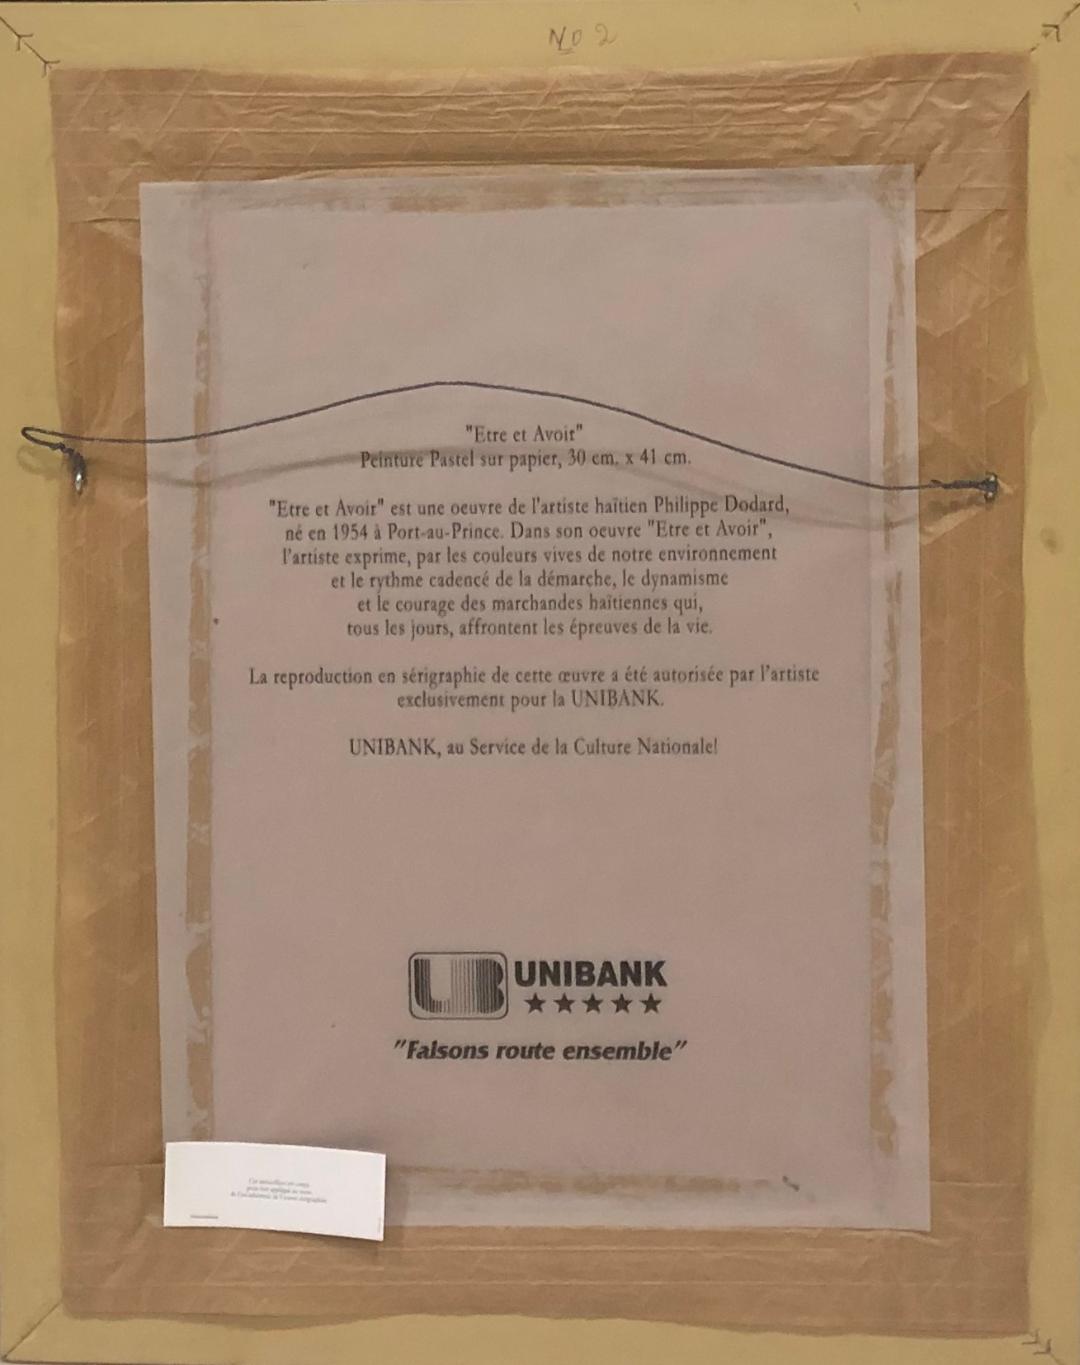 No 2
"Etre et Avoir"
Peinture Pastel sur papier, 30 cm. x 41 cm.
"Etre et Avoir" est une oeuvre de l'artiste haïtien Philippe Dodard,
né en 1954 à Port-au-Prince. Dans son oeuvre "Etre et Avoir",
l'artiste exprime, par les couleurs vives de notre environnement
et le rythme cadencé de la démarche, le dynamisme
et le courage des marchandes haïtiennes qui,
tous les jours, affrontent les épreuves de la vie.
La reproduction en sérigraphie de cette œuvre a été autorisée par l'artiste
exclusivement pour la UNIBANK.
UNIBANK, au Service de la Culture Nationale!
UB UNIBANK
"Faisons route ensemble"